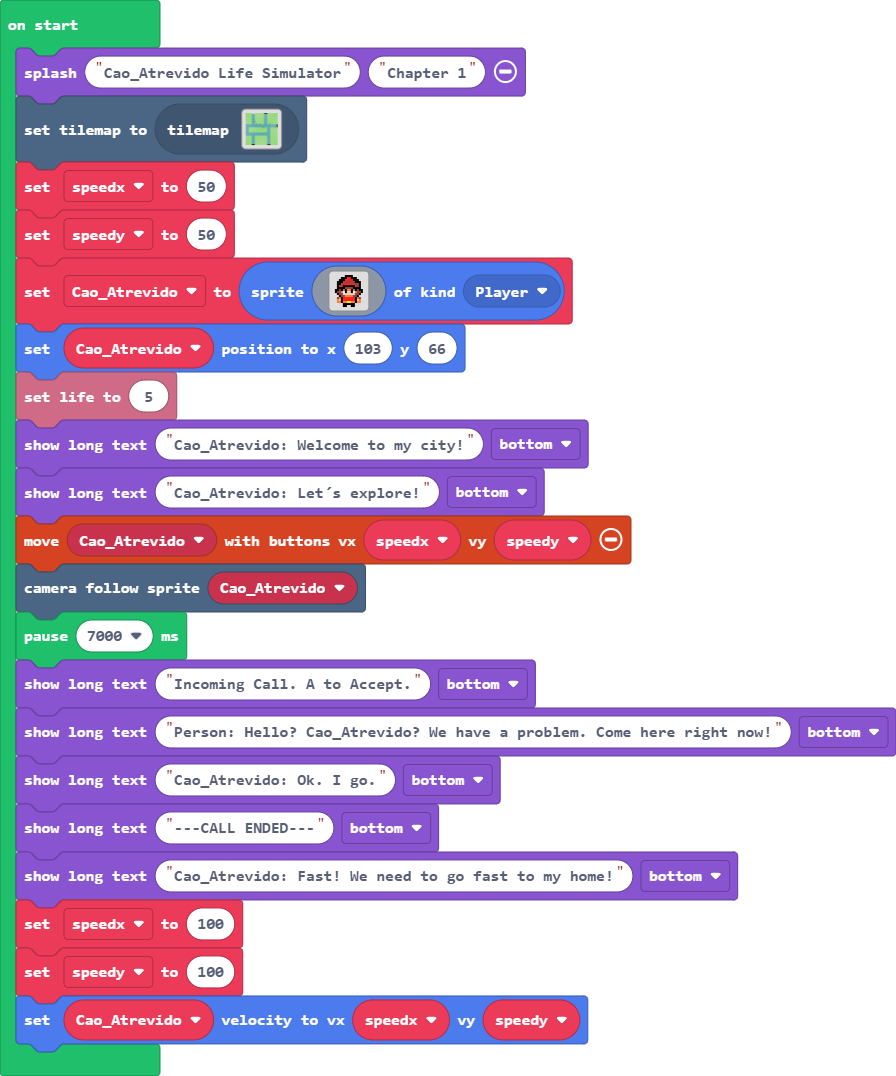 on start
splash "Cao_Atrevido Life Simulator" "Chapter 1"
set tilemap to tilemap
set speedx to 50
set speedy to 50
set Cao_Atrevido to sprite of kind Player
set Cao_Atrevido position to x 103 y 66
set life to 5
show long text "Cao_Atrevido: Welcome to my city!" bottom
show long text "Cao_Atrevido: Let´s explore!" bottom
move Cao_Atrevido with buttons vx speedx vy speedy
camera follow sprite Cao_Atrevido
pause 7000 ms
show long text "Incoming Call. A to Accept." bottom
show long text "Person: Hello? Cao_Atrevido? We have a problem. Come here right now!" bottom
show long text "Cao_Atrevido: Ok. I go." bottom
show long text "---CALL ENDED---" bottom
show long text "Cao_Atrevido: Fast! We need to go fast to my home!" bottom
set speedx to 100
set speedy to 100
set Cao_Atrevido velocity to vx speedx vy speedy